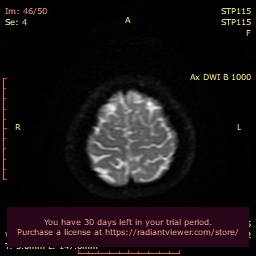 Im: 46/50
STP115
Se: 4
A
STP115
F
Ax DWI B 1000
R
L
You have 30 days left in your trial period.
Purchase a license at https://radiantviewer.com/store/